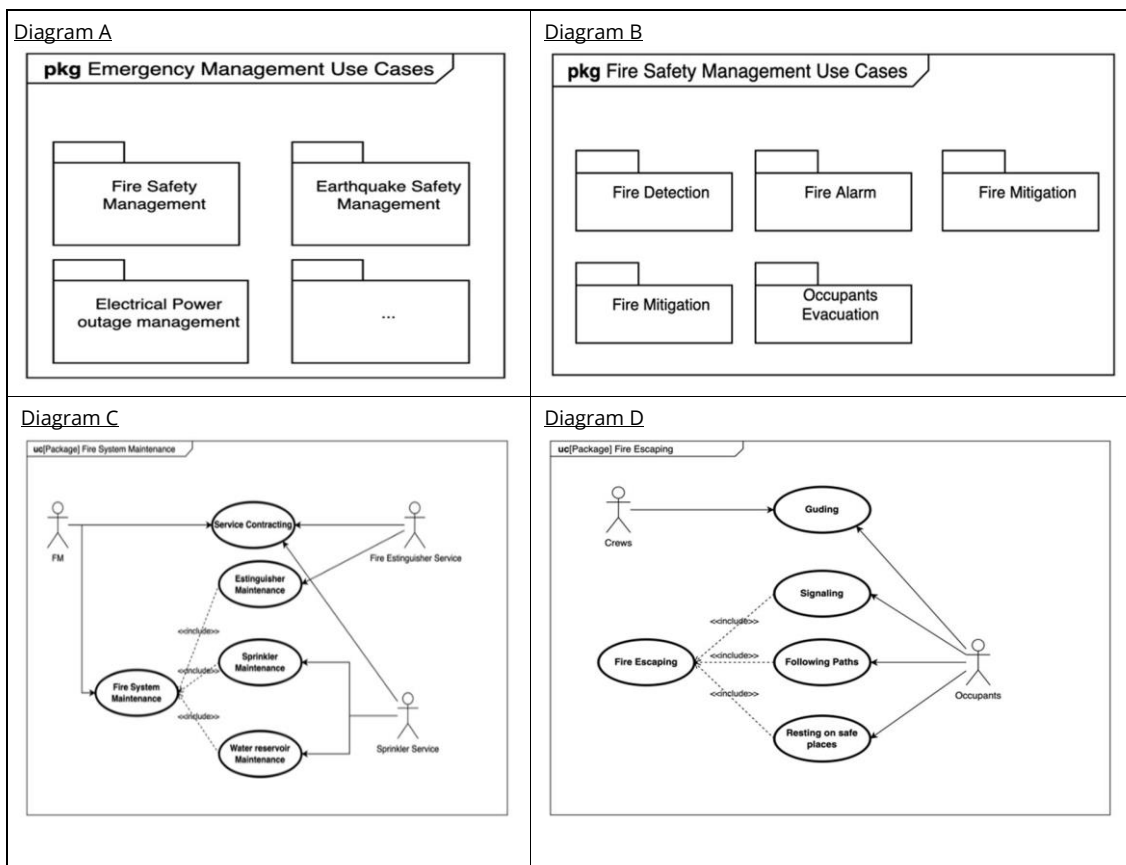 Diagram A
pkg Emergency Management Use Cases
Fire Safety
Management
Earthquake Safety
Management
Electrical Power
outage management
...
Diagram B
pkg Fire Safety Management Use Cases
Fire Detection
Fire Alarm
Fire Mitigation
Fire Mitigation
Occupants
Evacuation
Diagram C
uc[Package] Fire System Maintenance
FM
Service Contracting
Fire Estinguisher Service
Estinguisher
Maintenance
<<include>>
Sprinkler
Maintenance
<<include>>
Fire System
Maintenance
<<include>>
Water reservoir
Maintenance
Sprinkler Service
Diagram D
uc[Package] Fire Escaping
Crews
Guding
Signaling
<<include>>
Fire Escaping
<<include>>
Following Paths
Occupants
<<include>>
Resting on safe
places